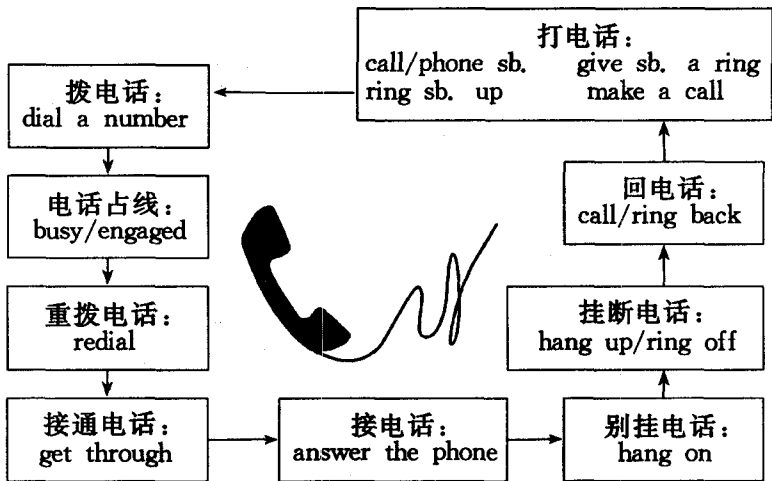 打电话：
call/phone sb. give sb. a ring
ring sb. up make a call
拨电话：
dial a number
电话占线：
busy/engaged
重拨电话：
redial
接通电话：
get through
接电话：
answer the phone
别挂电话：
hang on
挂断电话：
hang up/ring off
回电话：
call/ring back